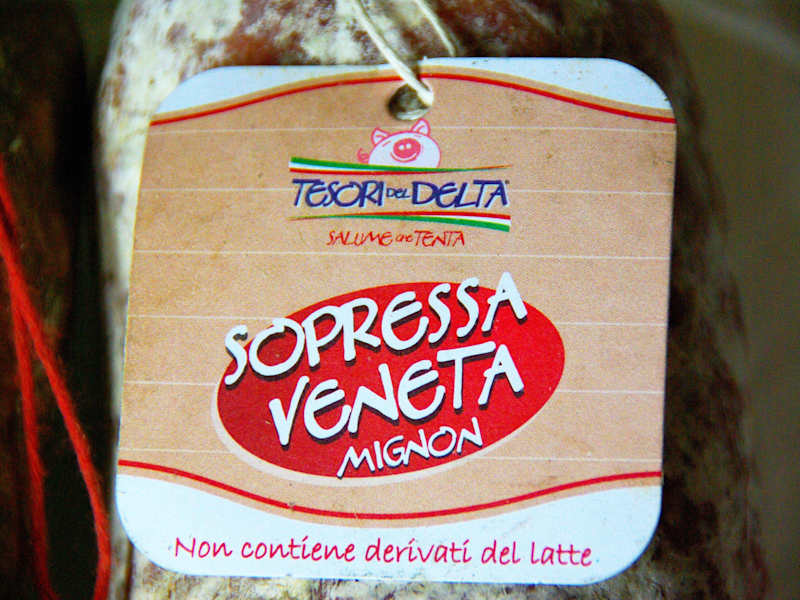 TESORI DEL DELTA
SALUME che TENTA
SOPRESSA
VENETA
MIGNON
Non contiene derivati del latte